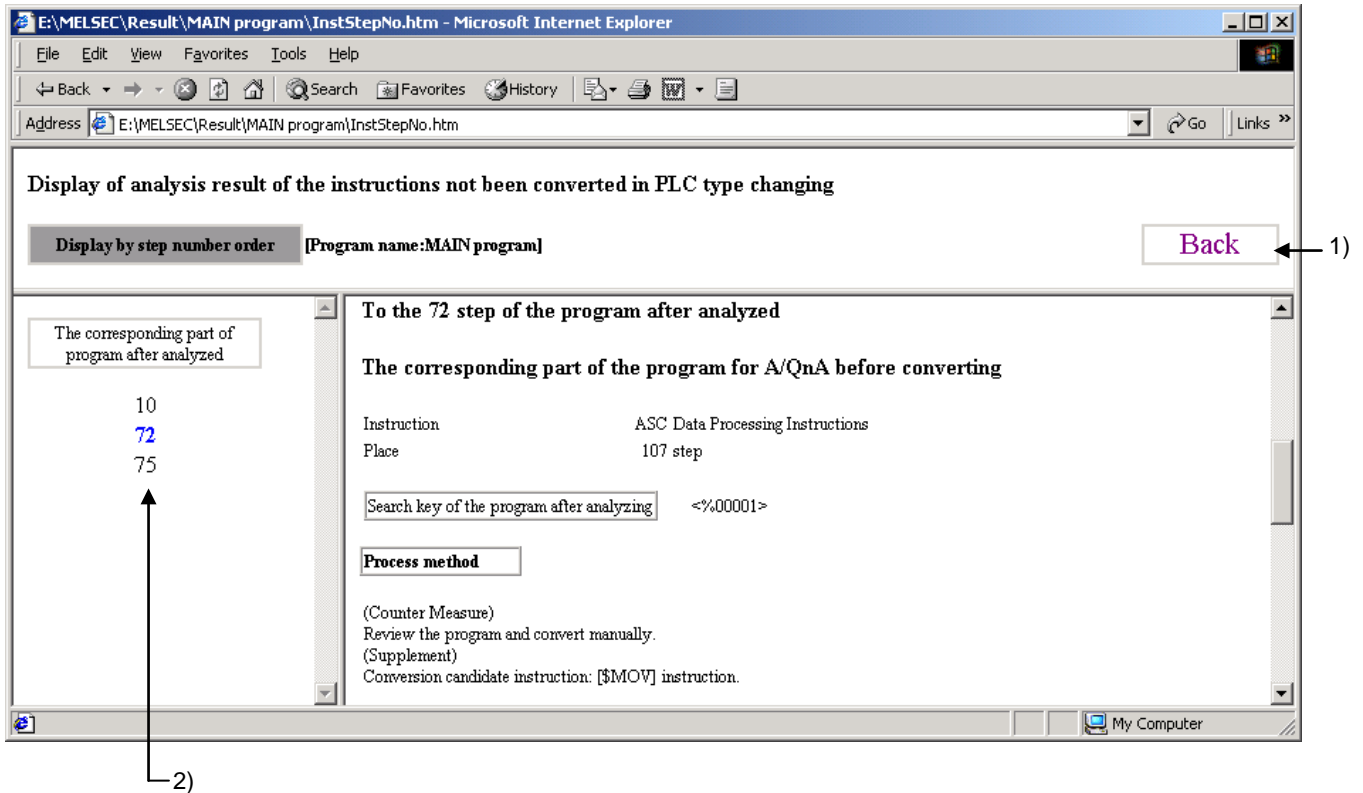 E:\MELSEC\Result\MAIN program\InstStepNo.htm - Microsoft Internet Explorer
File Edit View Favorites Tools Help
Back Search Favorites History
Address E:\MELSEC\Result\MAIN program\InstStepNo.htm Go Links »
Display of analysis result of the instructions not been converted in PLC type changing
Display by step number order [Program name:MAIN program] Back 1)
The corresponding part of
program after analyzed
10
72
75
To the 72 step of the program after analyzed
The corresponding part of the program for A/QnA before converting
Instruction ASC Data Processing Instructions
Place 107 step
Search key of the program after analyzing <%00001>
Process method
(Counter Measure)
Review the program and convert manually.
(Supplement)
Conversion candidate instruction: [$MOV] instruction.
My Computer
2)